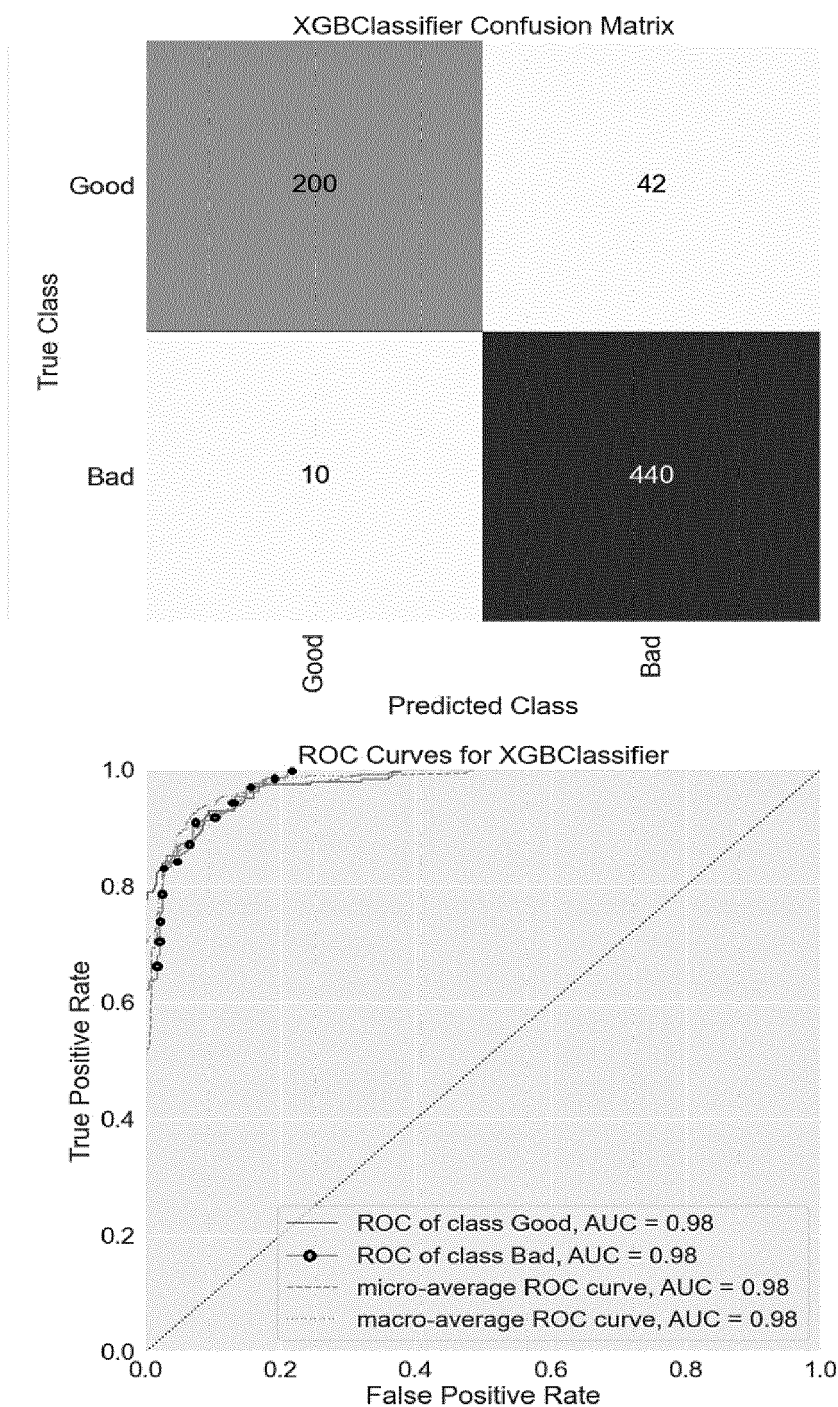 XGBClassifier Confusion Matrix
Good
200
42
True Class
Bad
10
440
Good
Bad
Predicted Class
ROC Curves for XGBClassifier
1.0
0.8
0.6
0.4
0.2
0.0
True Positive Rate
ROC of class Good, AUC = 0.98
ROC of class Bad, AUC = 0.98
micro-average ROC curve, AUC = 0.98
macro-average ROC curve, AUC = 0.98
0.0 0.2 0.4 0.6 0.8 1.0
False Positive Rate